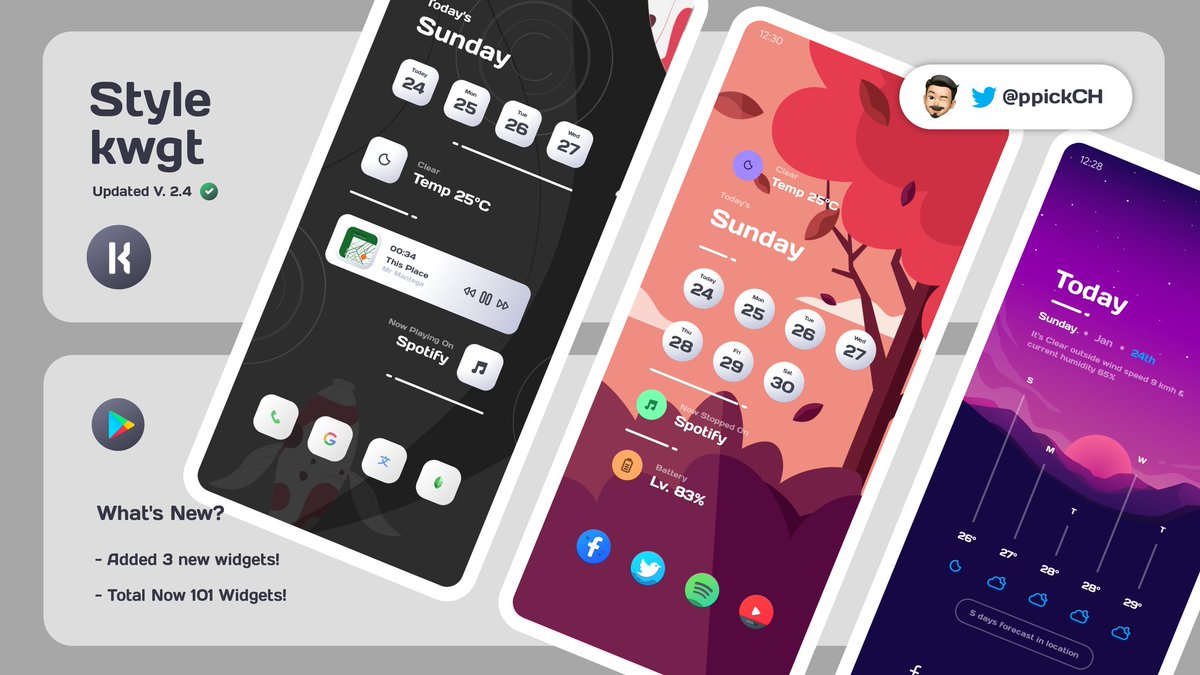 Style
kwgt
Updated V. 2.4
What's New?
- Added 3 new widgets!
- Total Now 101 Widgets!
Today's
Sunday
Today
24
Mon
25
Tue
26
Wed
27
Clear
Temp 25°C
00:34
This Place
Mr Mantega
Now Playing On
Spotify
G
文
12:30
Clear
Temp 25°C
Today's
Sunday
Today
24
Mon
25
Tue
26
Wed
27
Thu
28
Fri
29
Sat
30
Now Stopped On
Spotify
Battery
Lv. 83%
f
@ppickCH
12:28
Today
Sunday • Jan • 24th
It's Clear outside wind speed 9 kmh &
current humidity 65%
S
M
T
W
T
26°
27°
28°
28°
29°
5 days forecast in location
f